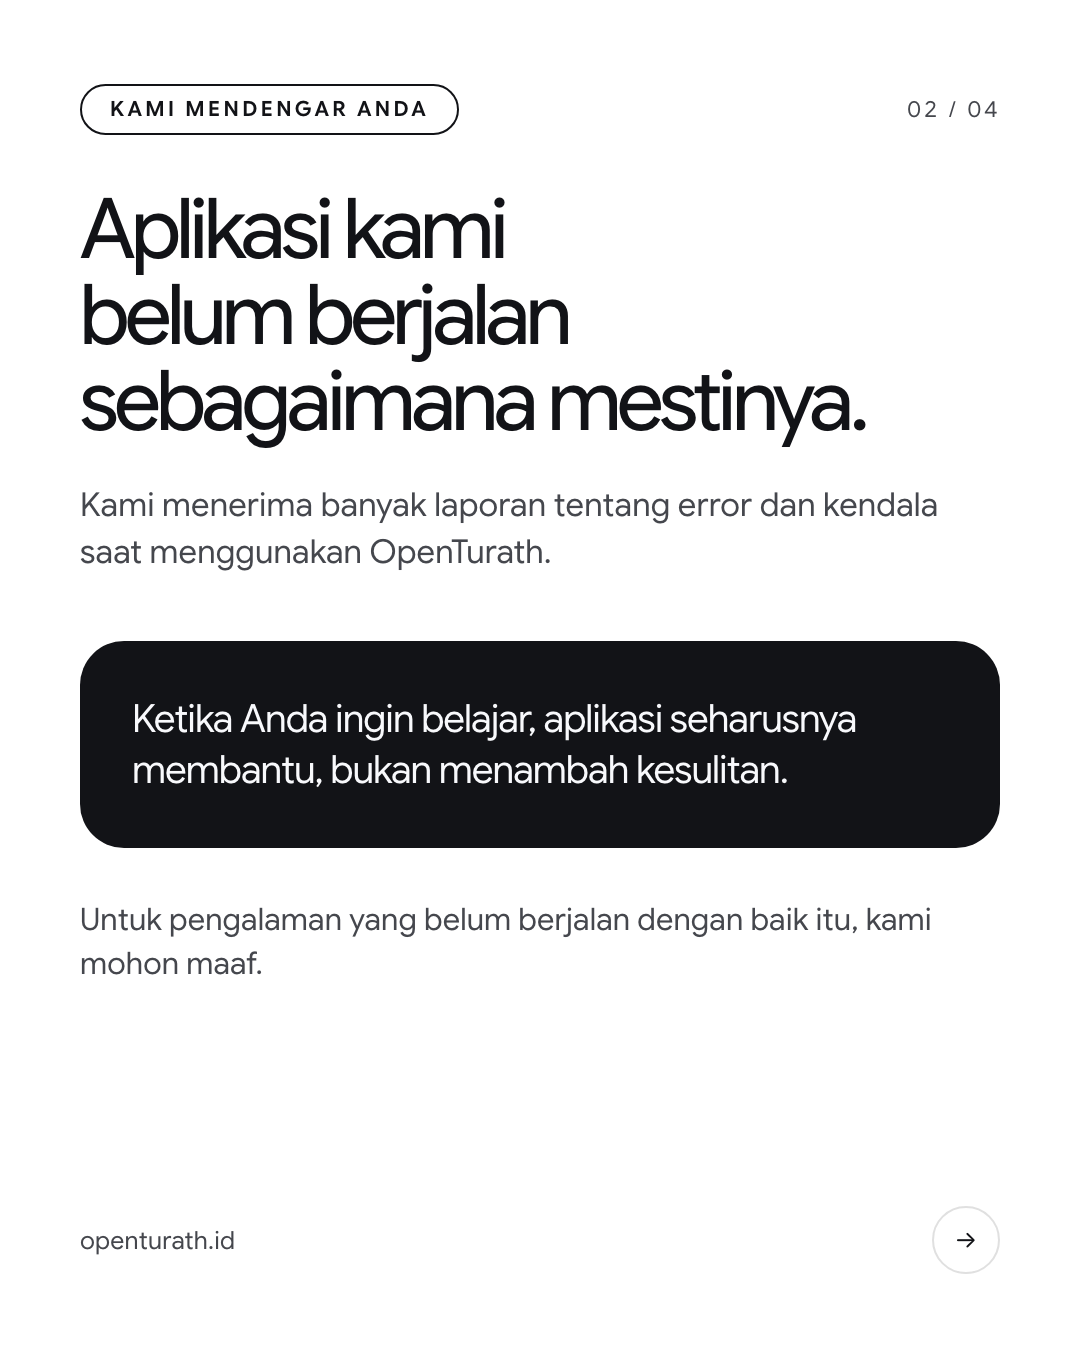 KAMI MENDENGAR ANDA
02 / 04
Aplikasi kami
belum berjalan
sebagaimana mestinya.
Kami menerima banyak laporan tentang error dan kendala
saat menggunakan OpenTurath.
Ketika Anda ingin belajar, aplikasi seharusnya
membantu, bukan menambah kesulitan.
Untuk pengalaman yang belum berjalan dengan baik itu, kami
mohon maaf.
openturath.id
→